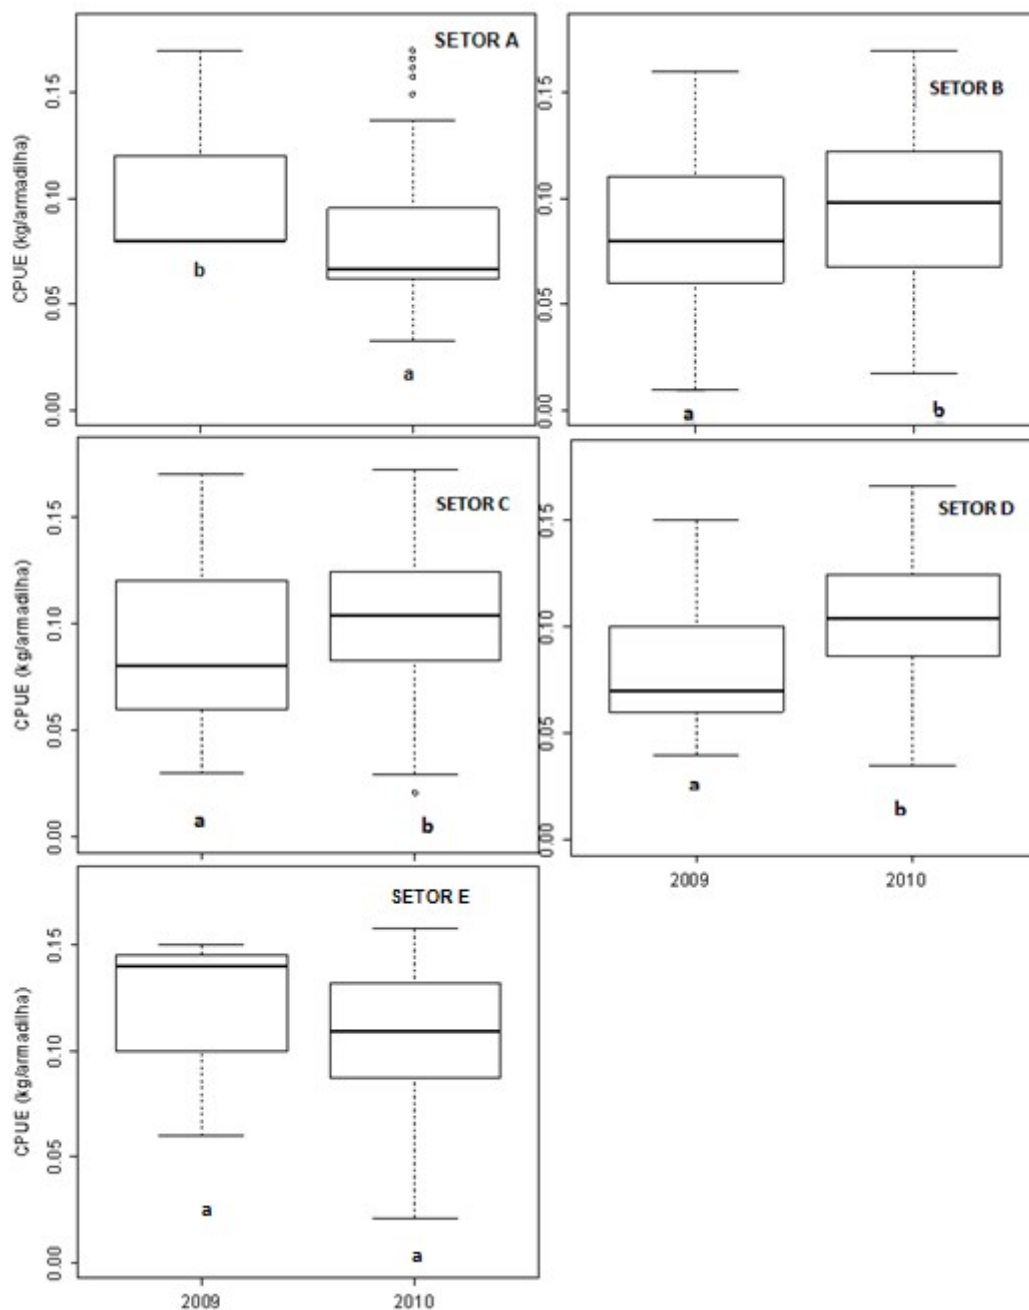 SETOR A
CPUE (kg/armadilha)
0.15
0.10
0.05
0.00
b
a
SETOR B
0.15
0.10
0.05
0.00
a
b
SETOR C
CPUE (kg/armadilha)
0.15
0.10
0.05
0.00
a
b
SETOR D
0.15
0.10
0.05
0.00
a
b
2009 2010
SETOR E
CPUE (kg/armadilha)
0.15
0.10
0.05
0.00
a
a
2009 2010